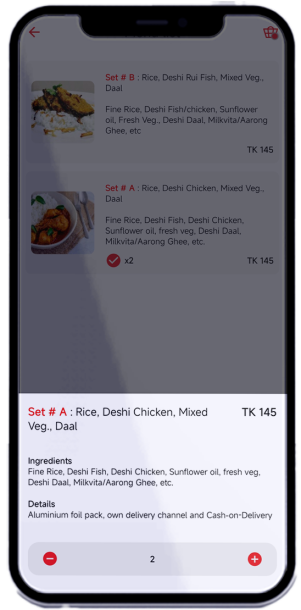 Set # B : Rice, Deshi Rui Fish, Mixed Veg.,
Daal
Fine Rice, Deshi Fish/chicken, Sunflower
oil, Fresh Veg., Deshi Daal, Milkvita/Aarong
Ghee, etc
TK 145
Set # A : Rice, Deshi Chicken, Mixed Veg.,
Daal
Fine Rice, Deshi Fish, Deshi Chicken,
Sunflower oil, fresh veg, Deshi Daal,
Milkvita/Aarong Ghee, etc.
x2 TK 145
Set # A : Rice, Deshi Chicken, Mixed TK 145
Veg., Daal
Ingredients
Fine Rice, Deshi Fish, Deshi Chicken, Sunflower oil, fresh veg,
Deshi Daal, Milkvita/Aarong Ghee, etc.
Details
Aluminium foil pack, own delivery channel and Cash-on-Delivery
2